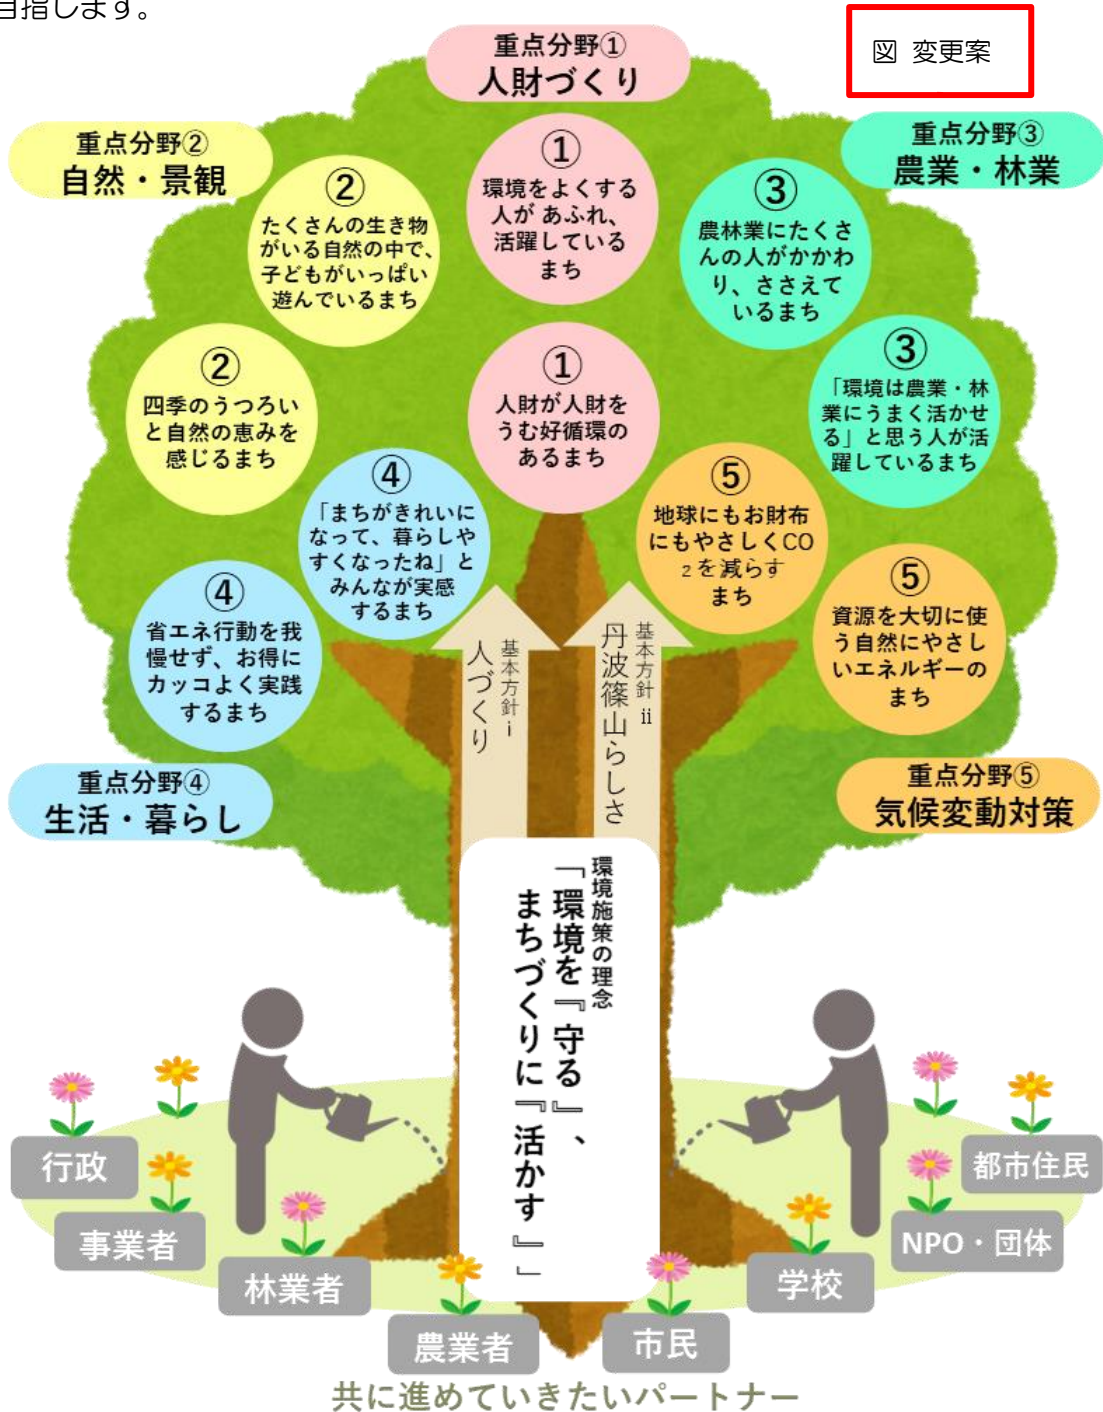 目指します。
図 変更案
重点分野①
人財づくり
重点分野②
自然・景観
重点分野③
農業・林業
①
環境をよくする
人が あふれ、
活躍している
まち
②
たくさんの生き物
がいる自然の中で、
子どもがいっぱい
遊んでいるまち
③
農林業にたくさ
んの人がかかわ
り、ささえて
いるまち
②
四季のうつろい
と自然の恵みを
感じるまち
①
人財が人財を
うむ好循環の
あるまち
③
「環境は農業・林
業にうまく活かせ
る」と思う人が活
躍しているまち
④
「まちがきれいに
なって、暮らしや
すくなったね」と
みんなが実感
するまち
⑤
地球にもお財布
にもやさしくCO
2を減らす
まち
④
省エネ行動を我
慢せず、お得に
カッコよく実践
するまち
⑤
資源を大切に使
う自然にやさし
いエネルギーの
まち
基本方針ⅰ
人づくり
基本方針ⅱ
丹波篠山らしさ
重点分野④
生活・暮らし
重点分野⑤
気候変動対策
環境施策の理念
「環境を『守る』、
まちづくりに『活かす』」
行政
事業者
林業者
農業者
市民
学校
NPO・団体
都市住民
共に進めていきたいパートナー